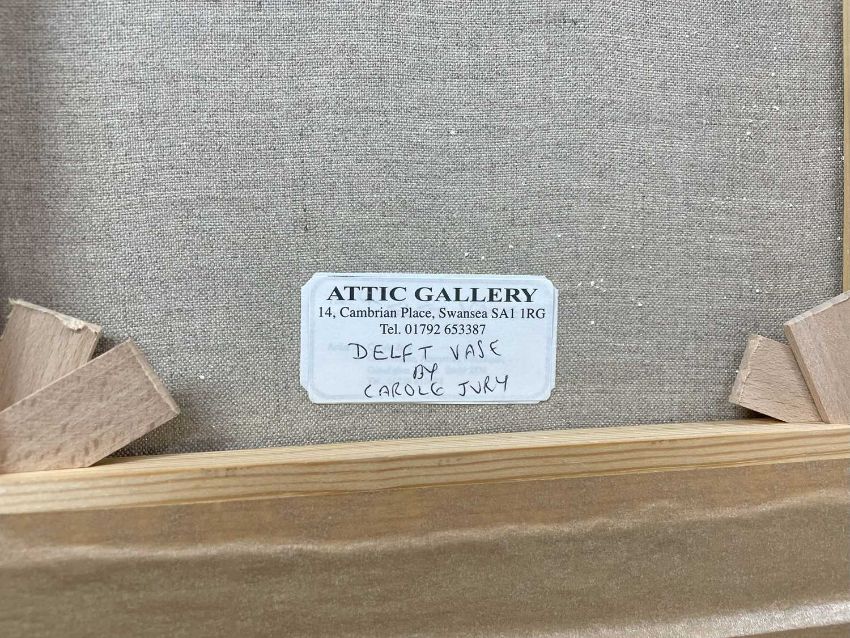 ATTIC GALLERY
14, Cambrian Place, Swansea SA1 1RG
Tel. 01792 653387
DELFT VASE
BY
CAROLE JURY